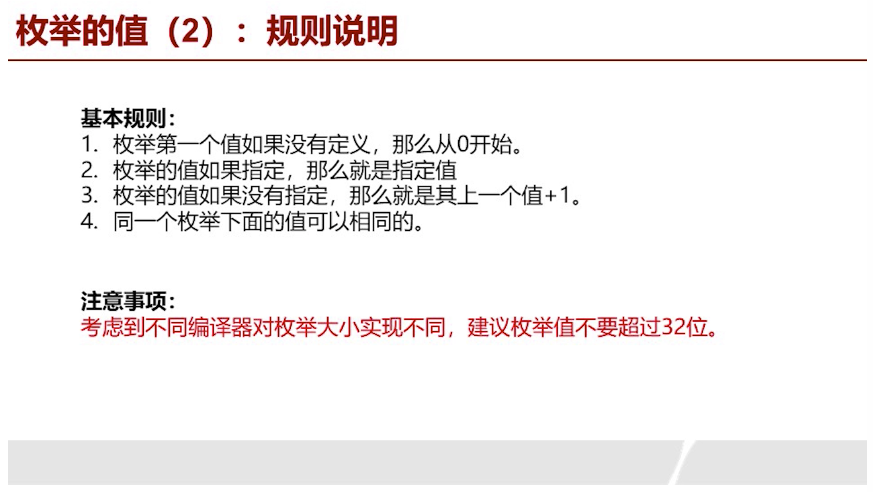 枚举的值（2）：规则说明
基本规则：
1. 枚举第一个值如果没有定义，那么从0开始。
2. 枚举的值如果指定，那么就是指定值
3. 枚举的值如果没有指定，那么就是其上一个值+1。
4. 同一个枚举下面的值可以相同的。
注意事项：
考虑到不同编译器对枚举大小实现不同，建议枚举值不要超过32位。